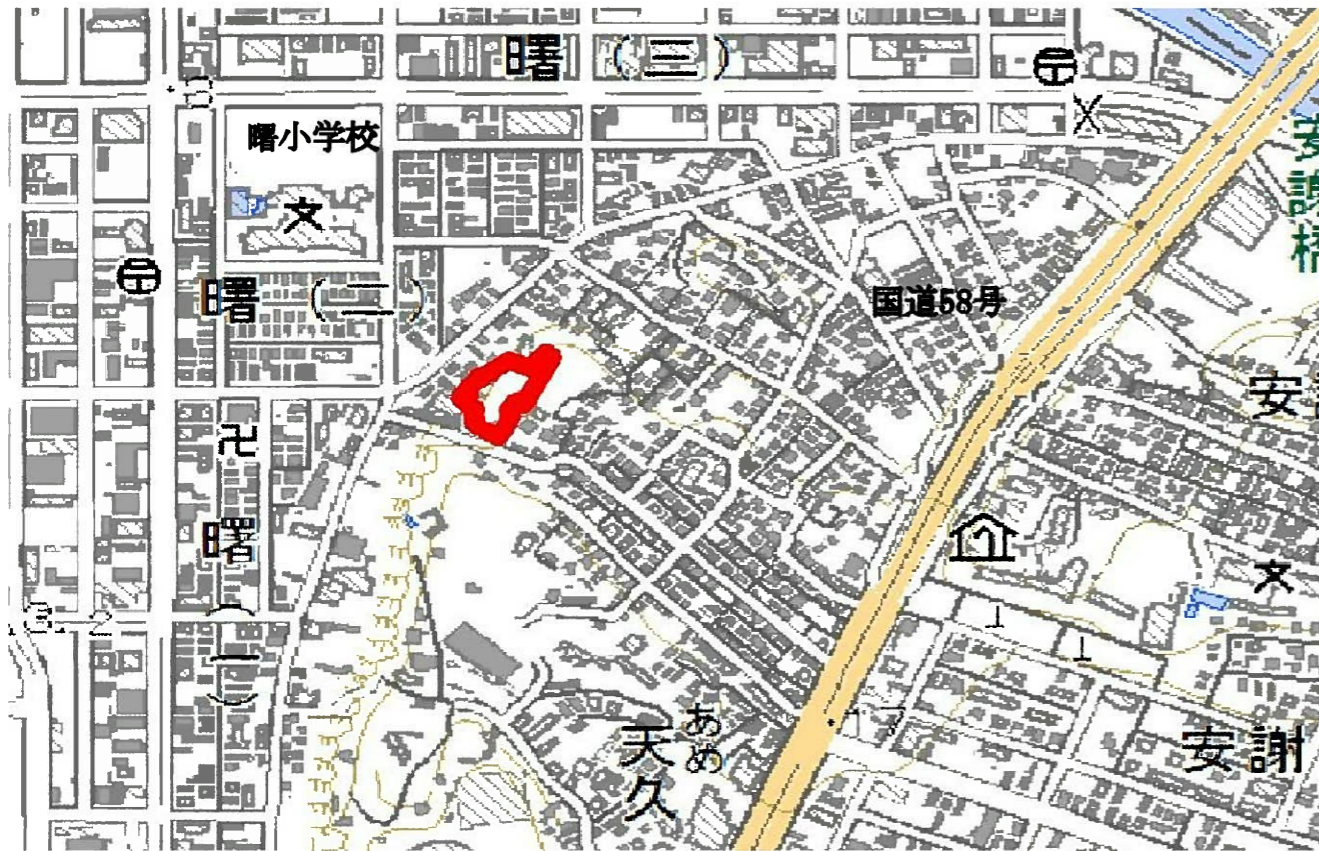 曙(三)
曙小学校
曙(二)
国道58号
安謝橋
安
曙(一)
あめ
天久
17
安謝